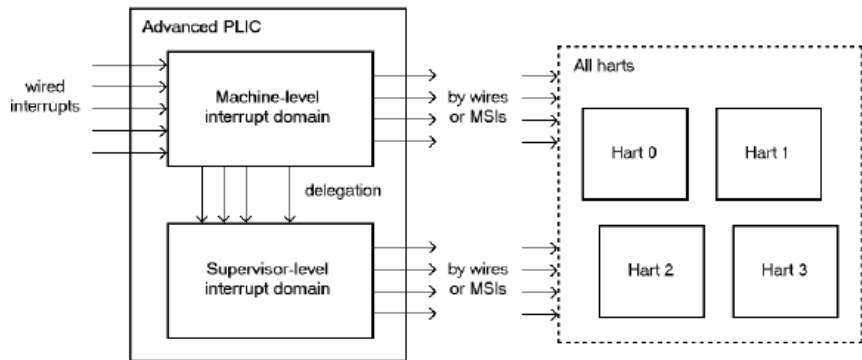 Advanced PLIC
wired
interrupts
Machine-level
interrupt domain
by wires
or MSIs
delegation
Supervisor-level
interrupt domain
by wires
or MSIs
All harts
Hart 0
Hart 1
Hart 2
Hart 3